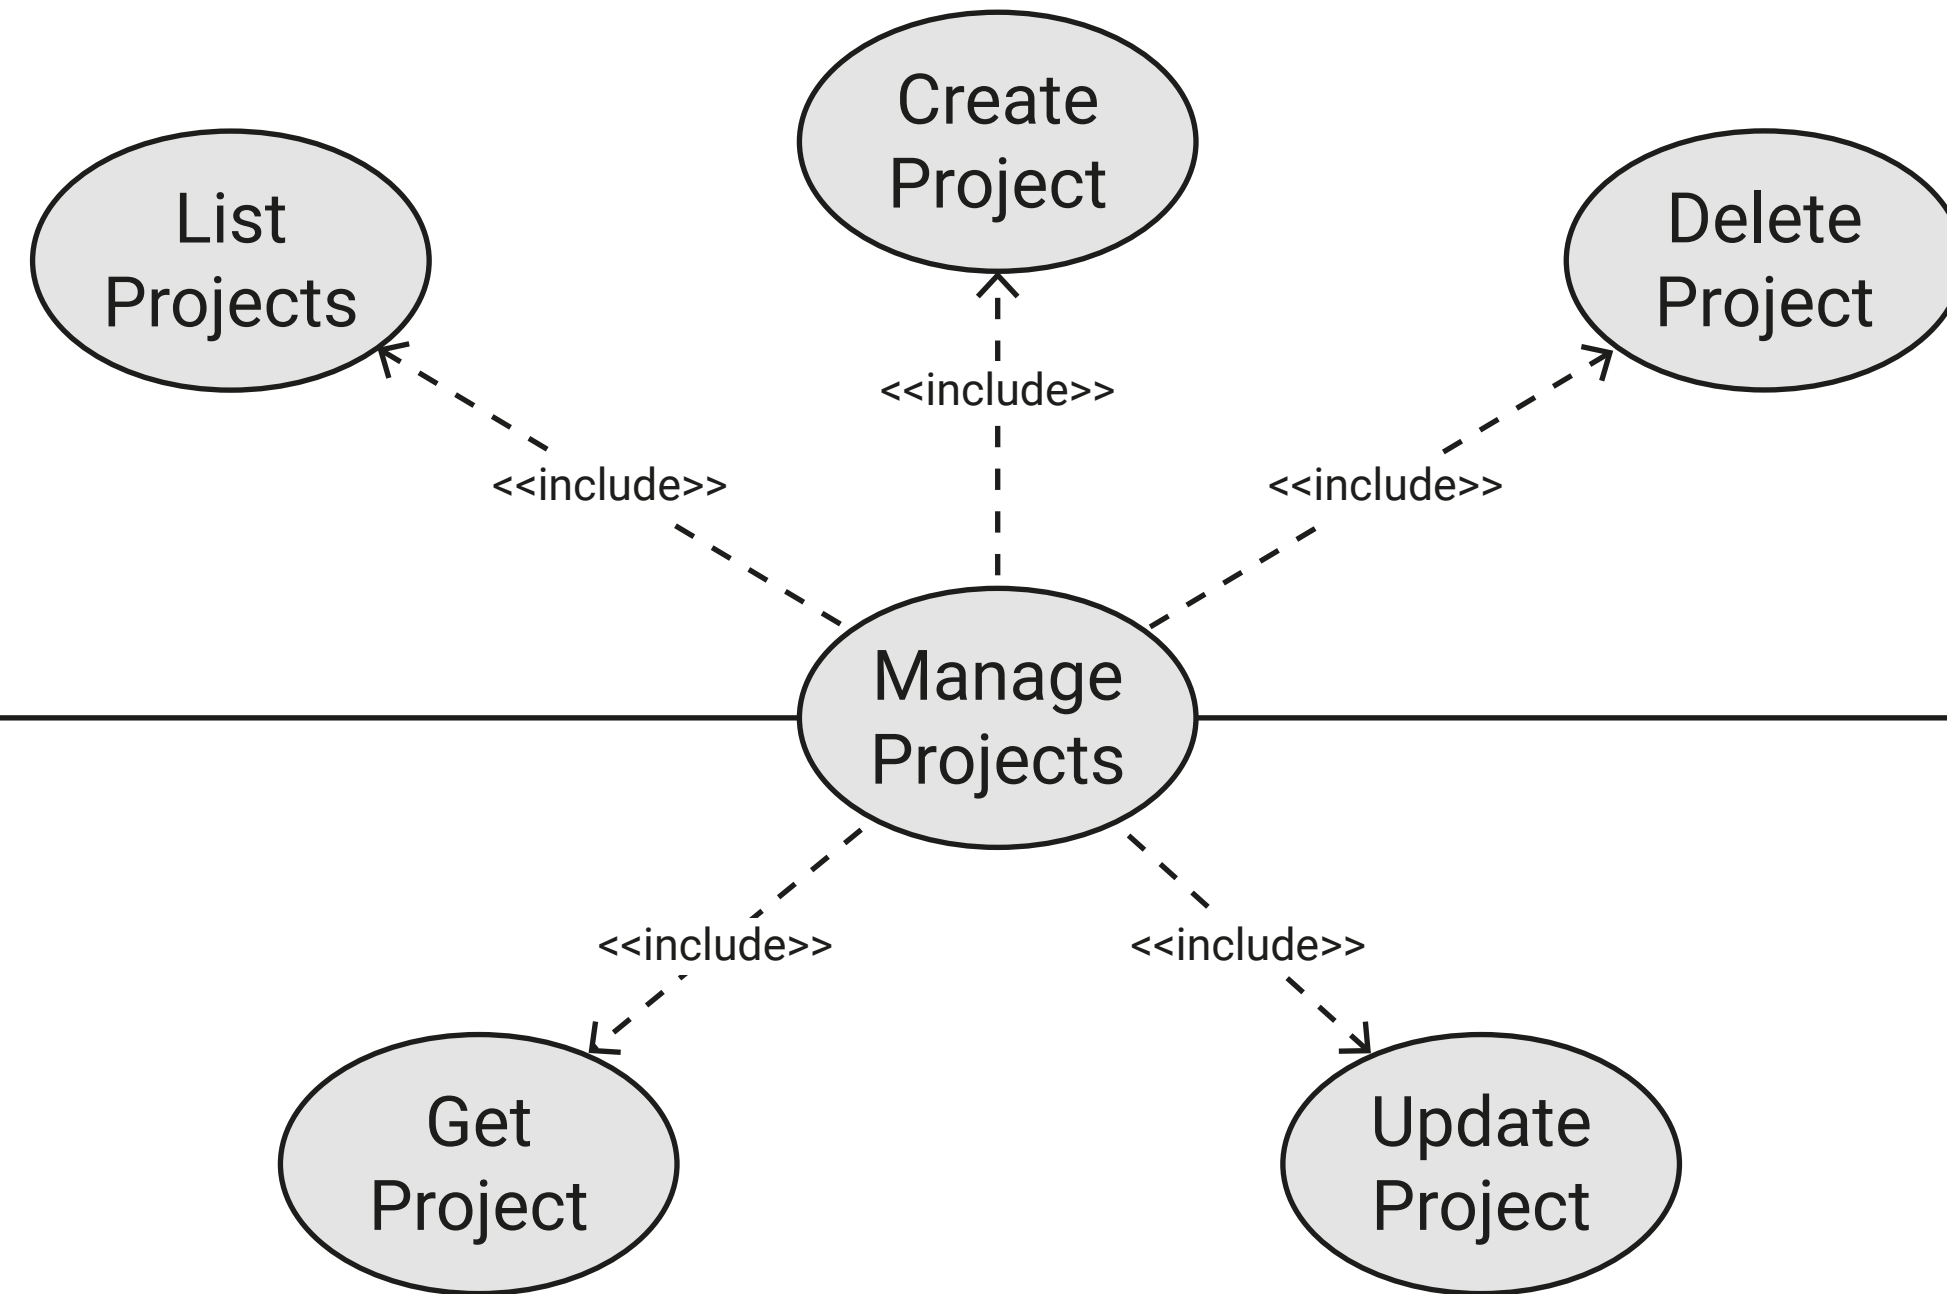 Create
Project
List
Projects
Delete
Project
<<include>>
<<include>>
<<include>>
Manage
Projects
<<include>>
<<include>>
Get
Project
Update
Project